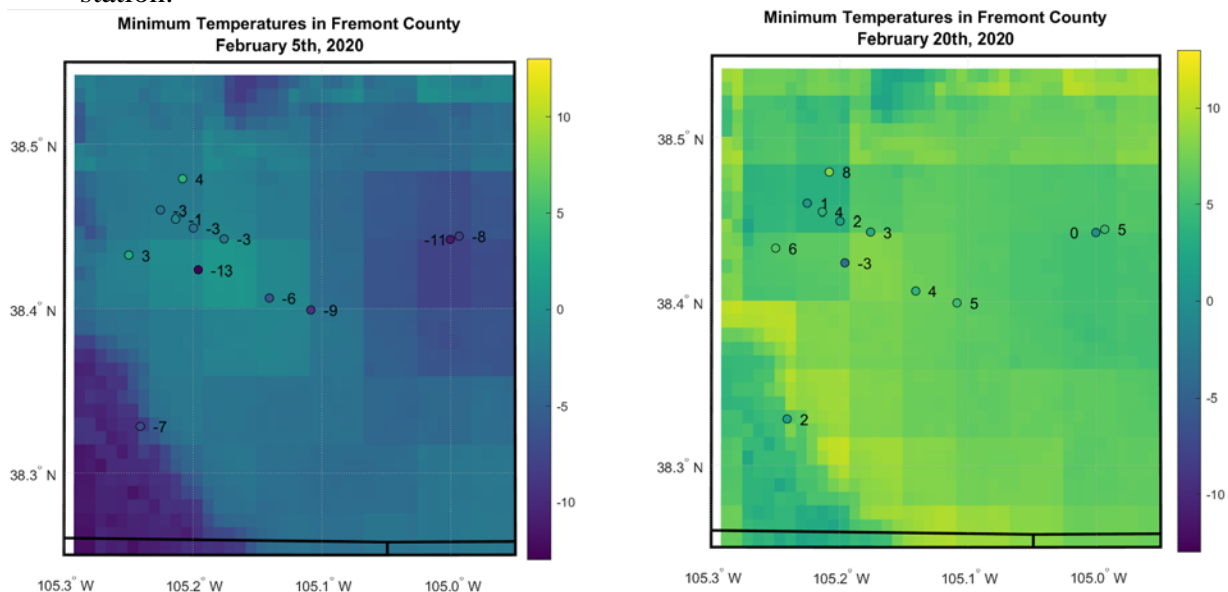 station.
Minimum Temperatures in Fremont County
February 5th, 2020
38.5° N
38.4° N
38.3° N
105.3° W
105.2° W
105.1° W
105.0° W
4
-3
-1
-3
-3
3
-13
-6
-9
-11
-8
-7
10
5
0
-5
-10
Minimum Temperatures in Fremont County
February 20th, 2020
38.5° N
38.4° N
38.3° N
105.3° W
105.2° W
105.1° W
105.0° W
8
1
4
2
3
6
-3
4
5
0
5
2
10
5
0
-5
-10